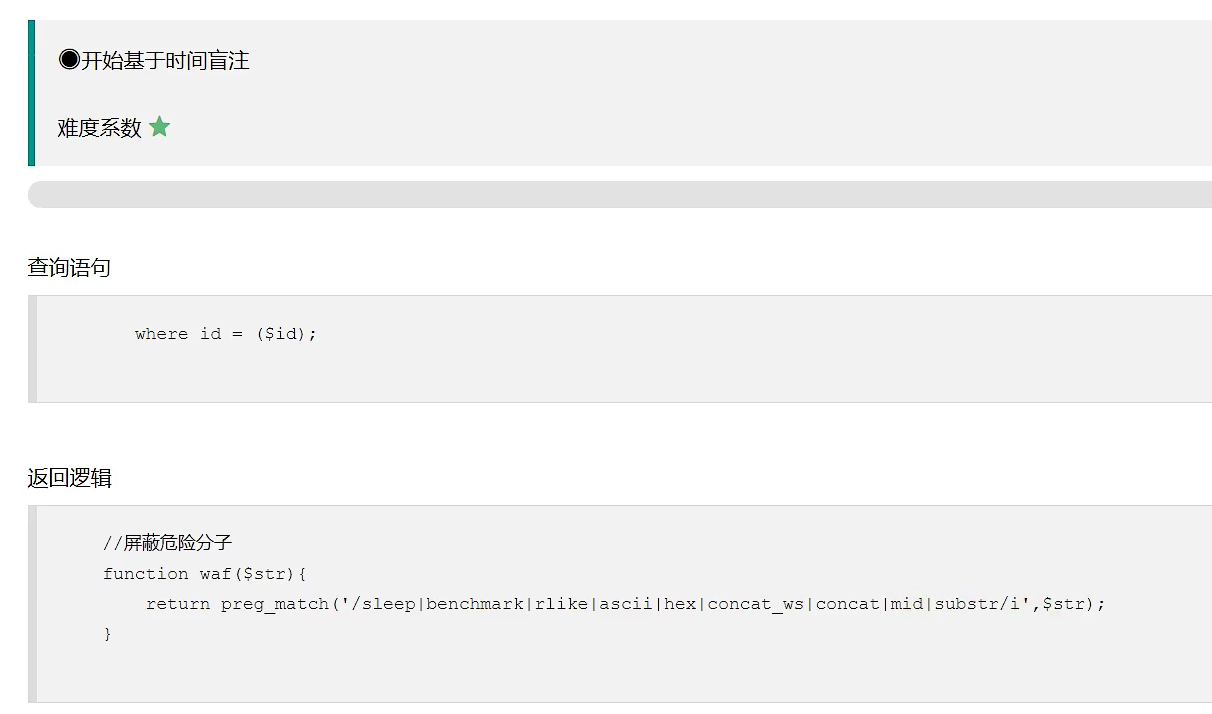 ◉开始基于时间盲注
难度系数 ★
查询语句
where id = ($id);
返回逻辑
//屏蔽危险分子
function waf($str){
    return preg_match('/sleep|benchmark|rlike|ascii|hex|concat_ws|concat|mid|substr/i',$str);
}